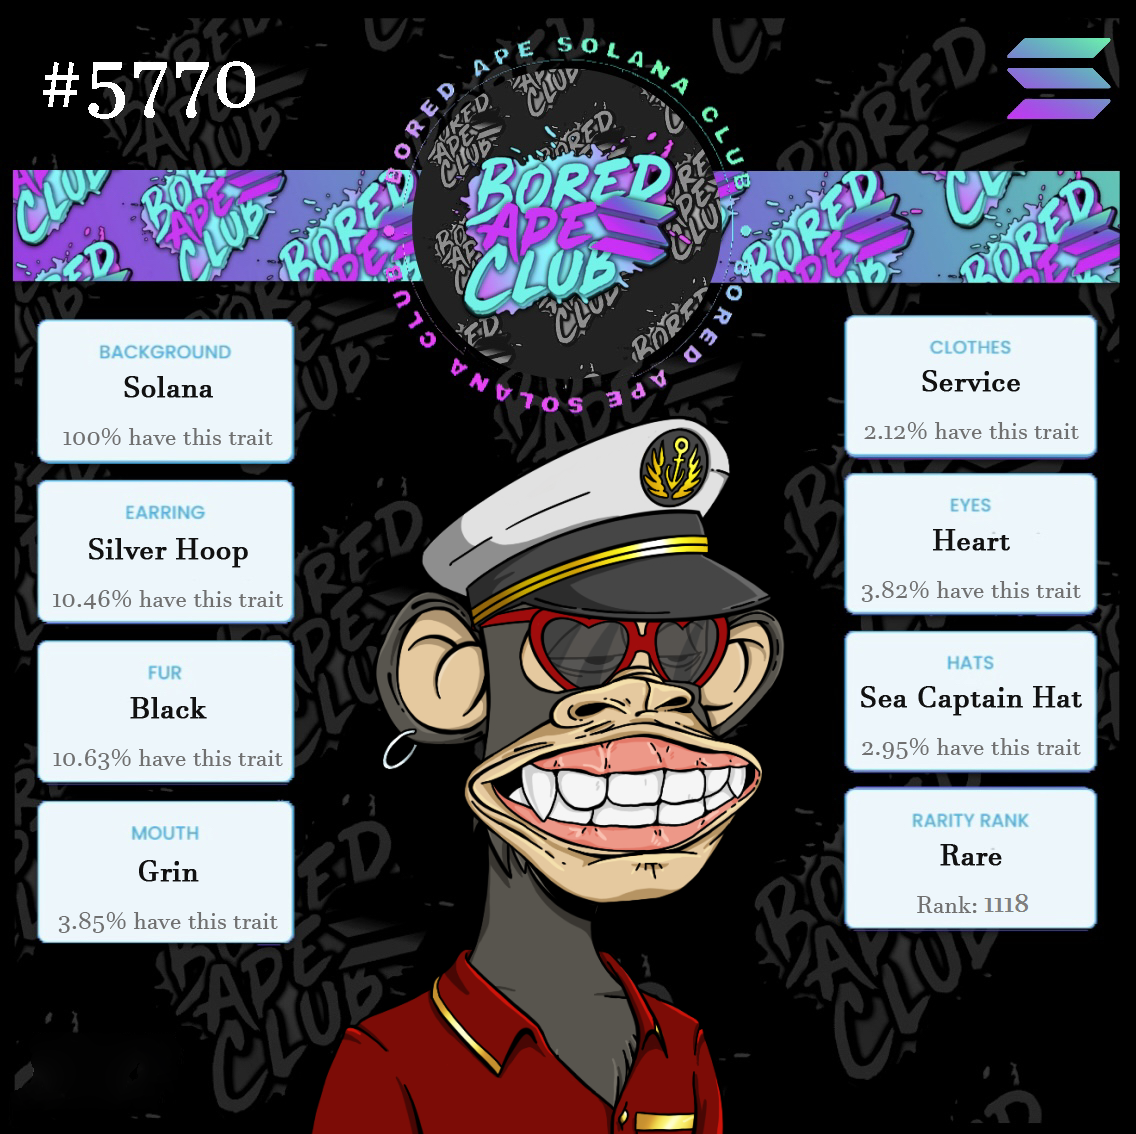 #5770
BORED APE SOLANA CLUB
BORED APE SOLANA CLUB
BORED
APE
CLUB
BACKGROUND
Solana
100% have this trait
EARRING
Silver Hoop
10.46% have this trait
FUR
Black
10.63% have this trait
MOUTH
Grin
3.85% have this trait
CLOTHES
Service
2.12% have this trait
EYES
Heart
3.82% have this trait
HATS
Sea Captain Hat
2.95% have this trait
RARITY RANK
Rare
Rank: 1118